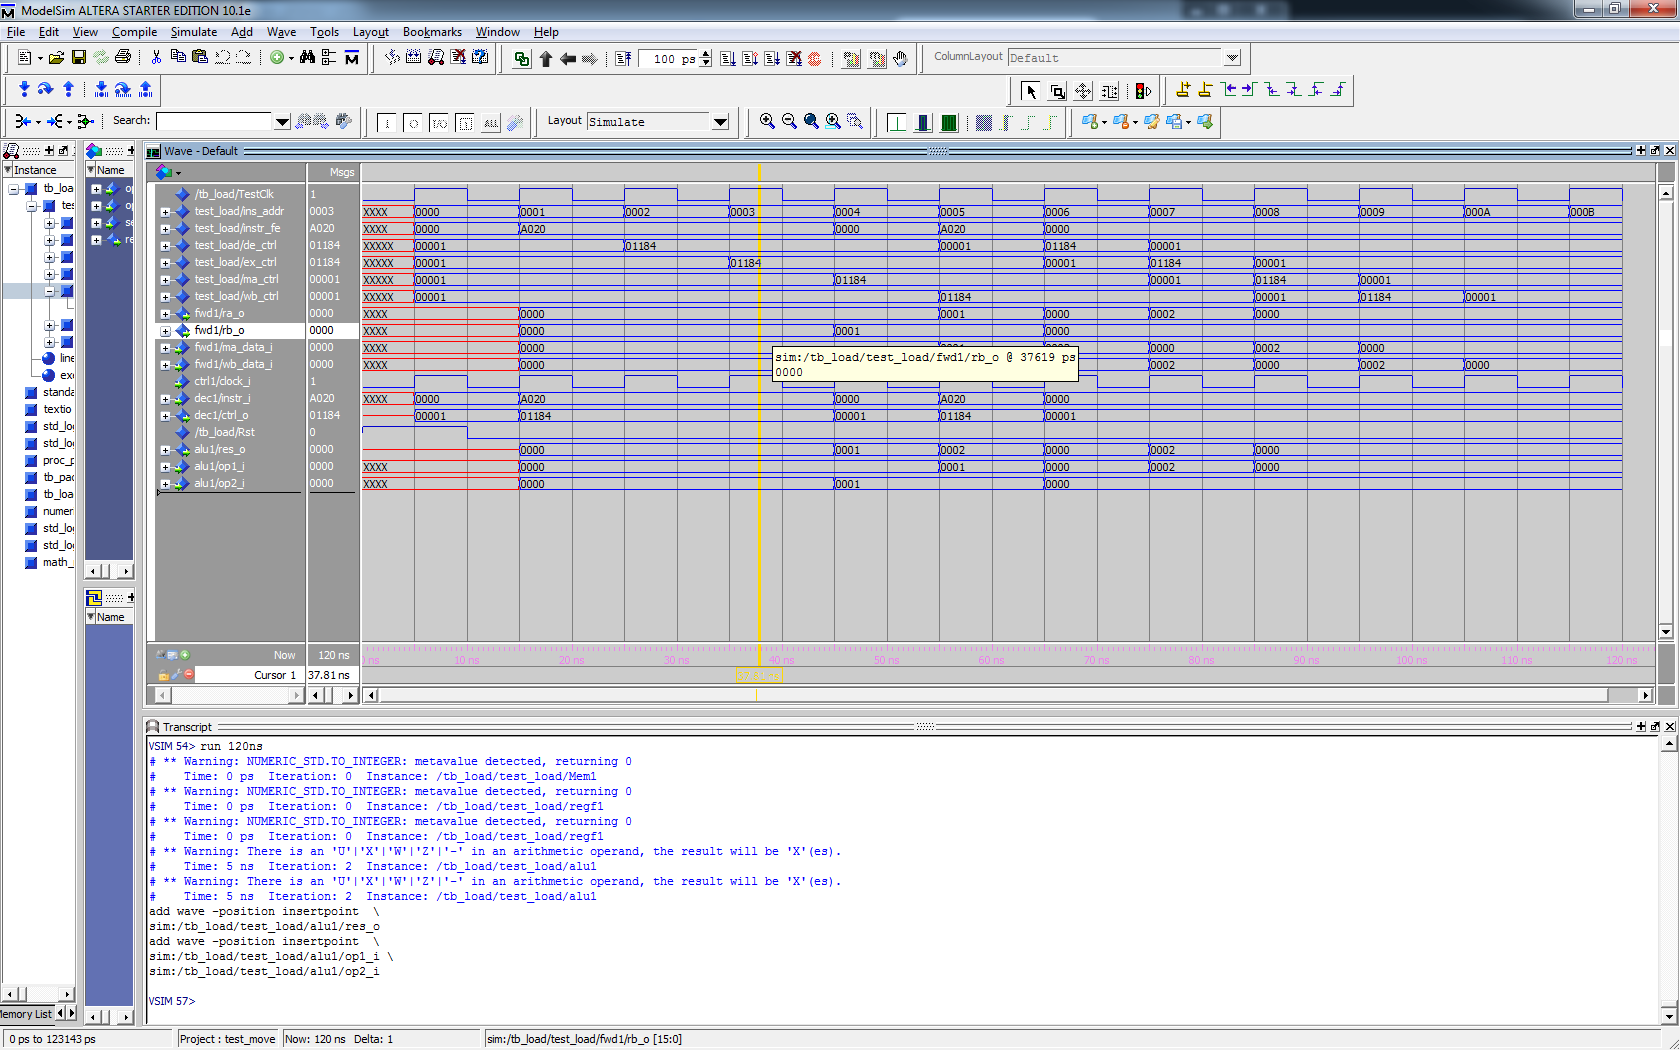 ModelSim ALTERA STARTER EDITION 10.1e
File Edit View Compile Simulate Add Wave Tools Layout Bookmarks Window Help
100 ps
ColumnLayout Default
Search:
Layout Simulate
Wave - Default
Instance
Name
Msgs
tb_loa
tes
line
exc
standa
textio
std_log
std_log
proc_p
tb_pac
tb_loa
numer
std_log
std_log
math_
Name
/tb_load/TestClk 1
test_load/ins_addr 0003 XXXX 0000 0001 0002 0003 0004 0005 0006 0007 0008 0009 000A 000B
test_load/instr_fe A020 XXXX 0000 A020 0000 A020 0000
test_load/de_ctrl 01184 XXXXX 00001 01184 00001 01184 00001
test_load/ex_ctrl 01184 XXXXX 00001 01184 00001 01184 00001
test_load/ma_ctrl 00001 XXXXX 00001 01184 00001 01184 00001
test_load/wb_ctrl 00001 XXXXX 00001 01184 00001 01184 00001
fwd1/ra_o 0000 XXXX 0000 0001 0000 0002 0000
fwd1/rb_o 0000 XXXX 0000 0001 0000
fwd1/ma_data_i 0000 XXXX 0000 0000 0002 0000
fwd1/wb_data_i 0000 XXXX 0000 0002 0000 0002 0000
sim:/tb_load/test_load/fwd1/rb_o @ 37619 ps
0000
ctrl1/clock_i 1
dec1/instr_i A020 XXXX 0000 A020 0000 A020 0000
dec1/ctrl_o 01184 00001 01184 00001 01184 00001
/tb_load/Rst 0
alu1/res_o 0000 0000 0001 0002 0000 0002 0000
alu1/op1_i 0000 XXXX 0000 0001 0000 0002 0000
alu1/op2_i 0000 XXXX 0000 0001 0000
Now 120 ns
ns 10 ns 20 ns 30 ns 40 ns 50 ns 60 ns 70 ns 80 ns 90 ns 100 ns 110 ns 120 ns
Cursor 1 37.81 ns
Transcript
VSIM 54> run 120ns
# ** Warning: NUMERIC_STD.TO_INTEGER: metavalue detected, returning 0
# Time: 0 ps Iteration: 0 Instance: /tb_load/test_load/Mem1
# ** Warning: NUMERIC_STD.TO_INTEGER: metavalue detected, returning 0
# Time: 0 ps Iteration: 0 Instance: /tb_load/test_load/regf1
# ** Warning: NUMERIC_STD.TO_INTEGER: metavalue detected, returning 0
# Time: 0 ps Iteration: 0 Instance: /tb_load/test_load/regf1
# ** Warning: There is an 'U'|'X'|'W'|'Z'|'-' in an arithmetic operand, the result will be 'X'(es).
# Time: 5 ns Iteration: 2 Instance: /tb_load/test_load/alu1
# ** Warning: There is an 'U'|'X'|'W'|'Z'|'-' in an arithmetic operand, the result will be 'X'(es).
# Time: 5 ns Iteration: 2 Instance: /tb_load/test_load/alu1
add wave -position insertpoint \
sim:/tb_load/test_load/alu1/res_o
add wave -position insertpoint \
sim:/tb_load/test_load/alu1/op1_i \
sim:/tb_load/test_load/alu1/op2_i
VSIM 57>
Memory List
0 ps to 123143 ps Project : test_move Now: 120 ns Delta: 1 sim:/tb_load/test_load/fwd1/rb_o [15:0]